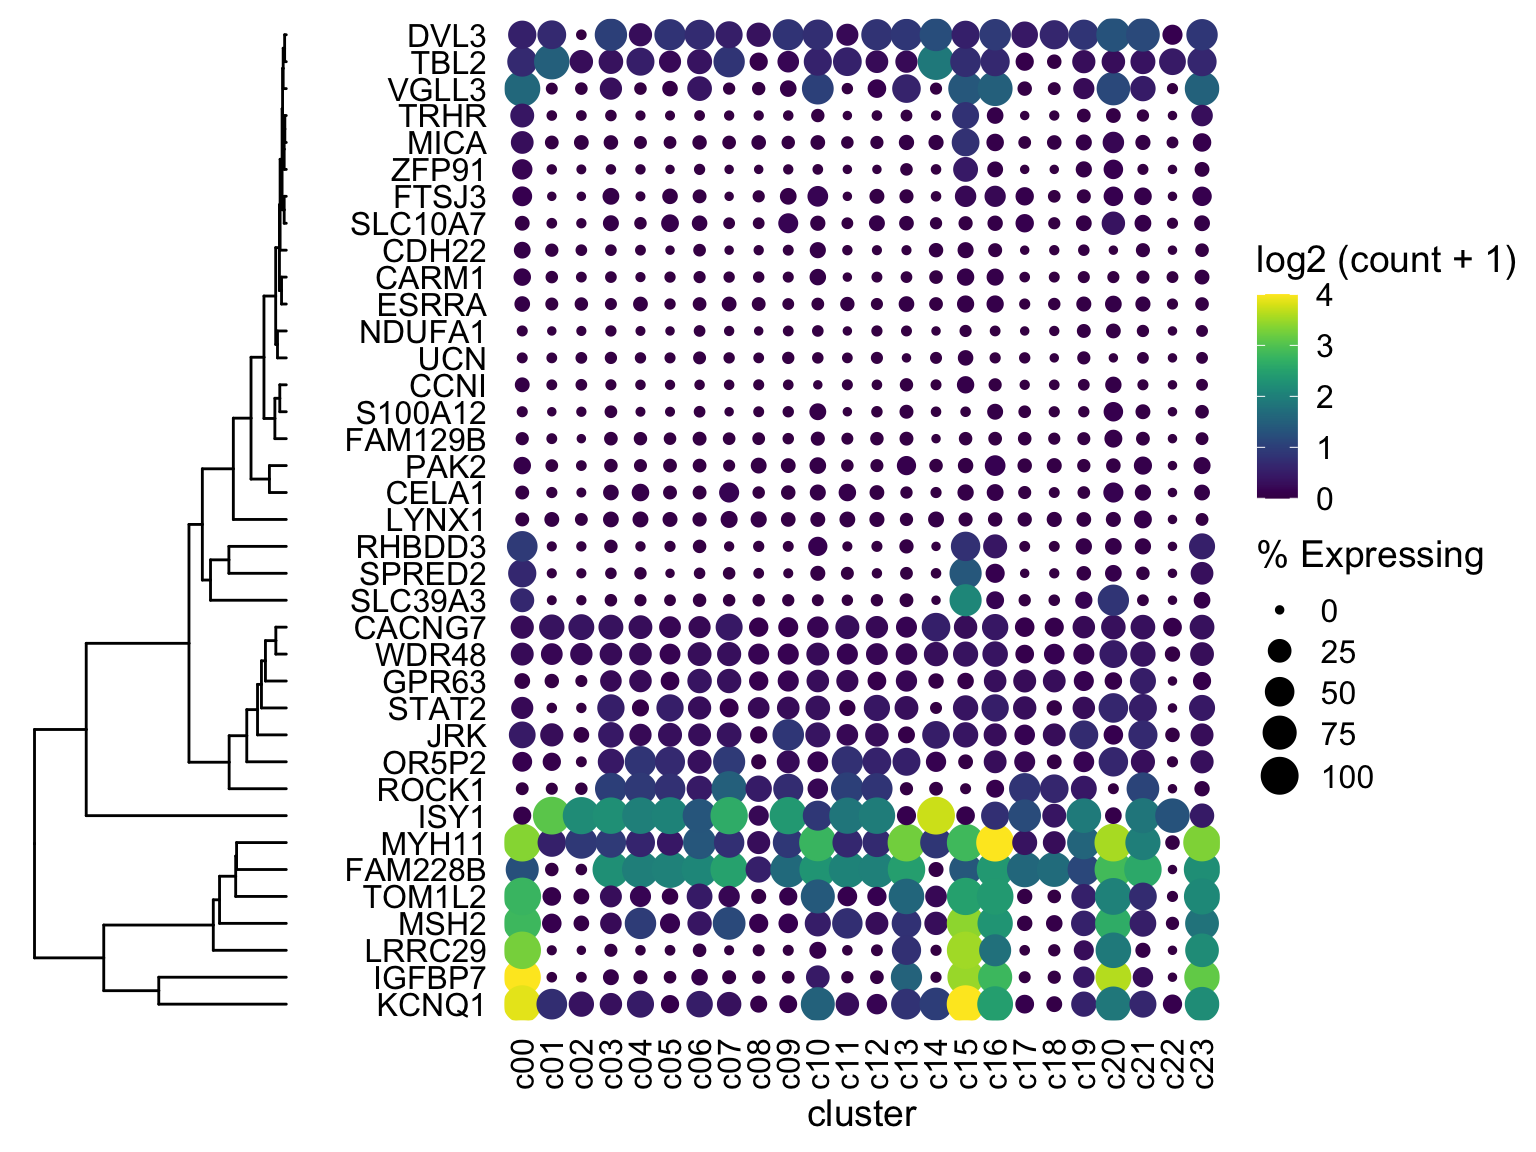 DVL3
TBL2
VGLL3
TRHR
MICA
ZFP91
FTSJ3
SLC10A7
CDH22
CARM1
ESRRA
NDUFA1
UCN
CCNI
S100A12
FAM129B
PAK2
CELA1
LYNX1
RHBDD3
SPRED2
SLC39A3
CACNG7
WDR48
GPR63
STAT2
JRK
OR5P2
ROCK1
ISY1
MYH11
FAM228B
TOM1L2
MSH2
LRRC29
IGFBP7
KCNQ1
c00 c01 c02 c03 c04 c05 c06 c07 c08 c09 c10 c11 c12 c13 c14 c15 c16 c17 c18 c19 c20 c21 c22 c23
cluster
log2 (count + 1)
4
3
2
1
0
% Expressing
0
25
50
75
100